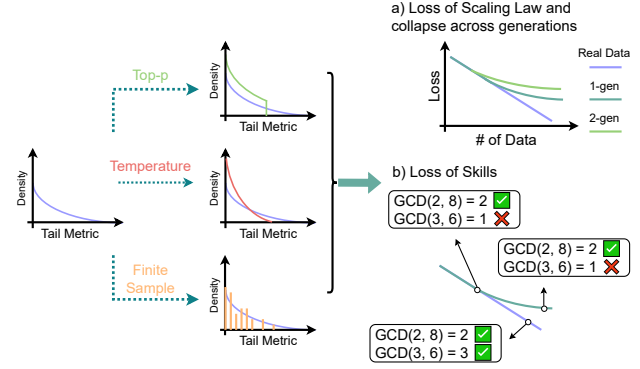 a) Loss of Scaling Law and
collapse across generations
Top-p
Density
Tail Metric
Loss
# of Data
Real Data
1-gen
2-gen
Density
Tail Metric
Temperature
Density
Tail Metric
b) Loss of Skills
GCD(2, 8) = 2 ✅
GCD(3, 6) = 1 ❌
GCD(2, 8) = 2 ✅
GCD(3, 6) = 1 ❌
Finite
Sample
Density
Tail Metric
GCD(2, 8) = 2 ✅
GCD(3, 6) = 3 ✅